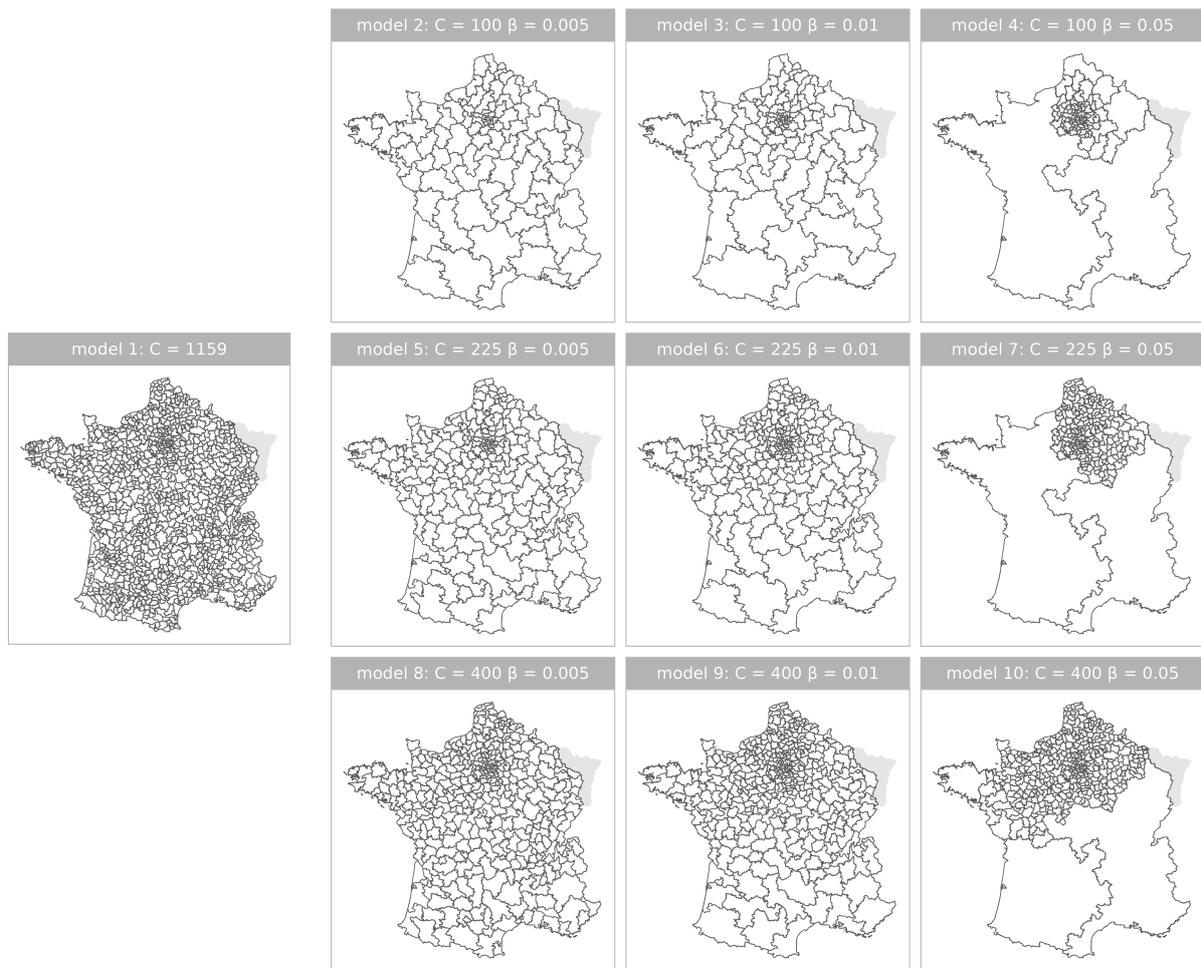 model 2: C = 100 β = 0.005
model 3: C = 100 β = 0.01
model 4: C = 100 β = 0.05
model 1: C = 1159
model 5: C = 225 β = 0.005
model 6: C = 225 β = 0.01
model 7: C = 225 β = 0.05
model 8: C = 400 β = 0.005
model 9: C = 400 β = 0.01
model 10: C = 400 β = 0.05